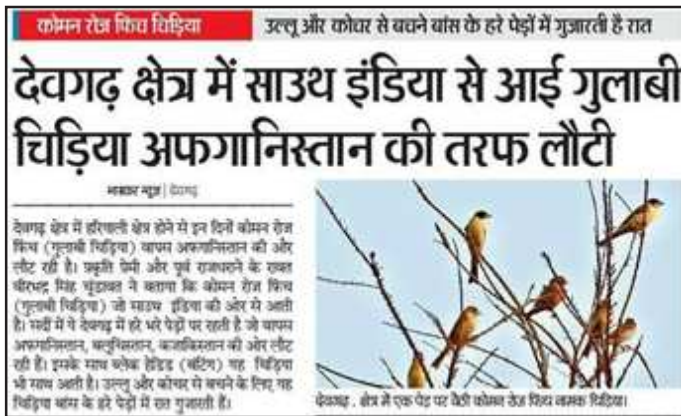 कोमन रोज फिंच चिड़िया
उल्लू और कोचर से बचने बांस के हरे पेड़ों में गुजारती है रात
देवगढ़ क्षेत्र में साउथ इंडिया से आई गुलाबी
चिड़िया अफगानिस्तान की तरफ लौटी
भास्कर न्यूज | देवगढ़
देवगढ़ क्षेत्र में हरियाली क्षेत्र होने से इन दिनों कोमन रोज
फिंच (गुलाबी चिड़िया) वापस अफगानिस्तान की ओर
लौट रही है। प्रकृति प्रेमी और पूर्व राजघराने के रावत
वीरभद्र सिंह चूंडावत ने बताया कि कोमन रोज फिंच
(गुलाबी चिड़िया) जो साउथ इंडिया की ओर से आती
है। सर्दी में ये देवगढ़ में हरे भरे पेड़ों पर रहती है जो वापस
अफगानिस्तान, बलुचिस्तान, कजाकिस्तान की ओर लौट
रही हैं। इसके साथ ब्लेक हेडिड (बंटिंग) यह चिड़िया
भी साथ आती है। उल्लू और कोचर से बचने के लिए यह
चिड़िया बांस के हरे पेड़ों में रात गुजारती हैं।
देवगढ़. क्षेत्र में एक पेड़ पर बैठी कोमन रोज फिंच नामक चिड़िया।